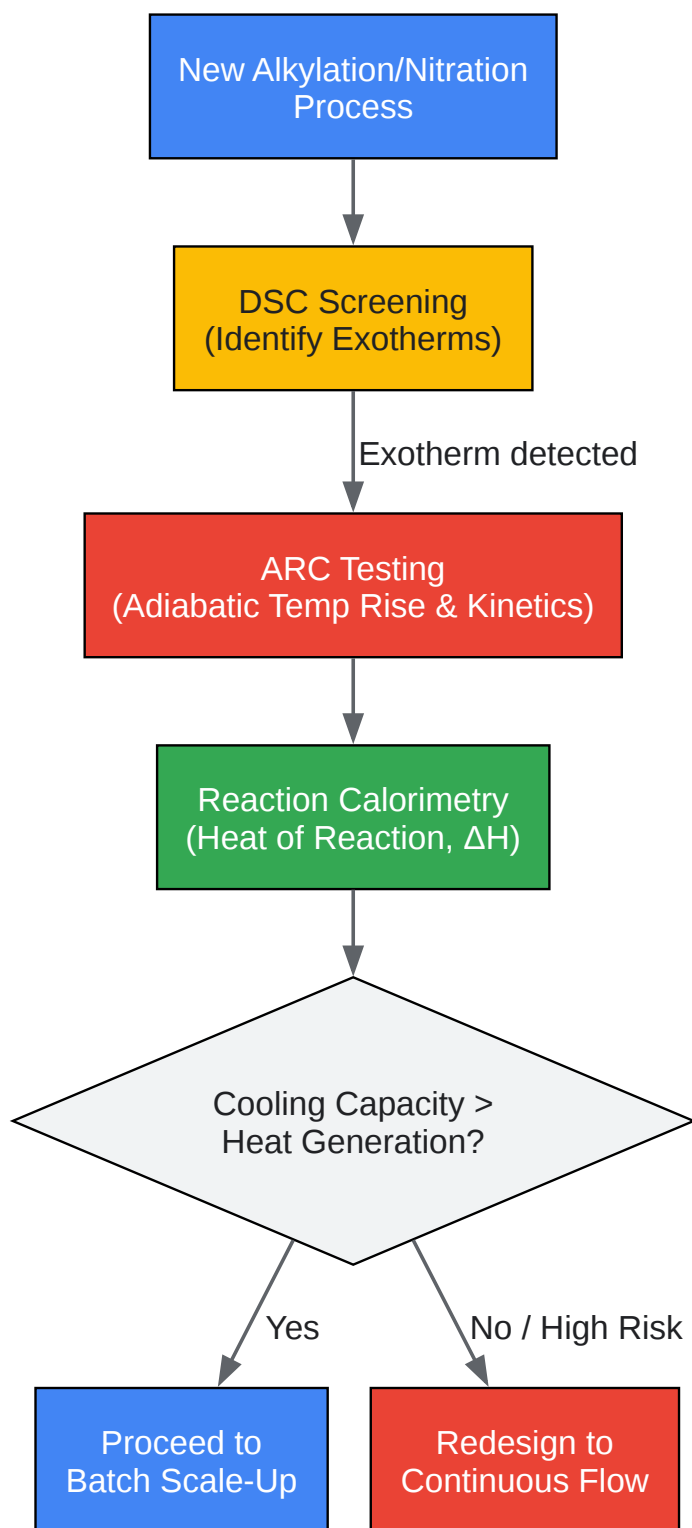 New Alkylation/Nitration
Process
DSC Screening
(Identify Exotherms)
Exotherm detected
ARC Testing
(Adiabatic Temp Rise & Kinetics)
Reaction Calorimetry
(Heat of Reaction, ΔH)
Cooling Capacity >
Heat Generation?
Yes
No / High Risk
Proceed to
Batch Scale-Up
Redesign to
Continuous Flow